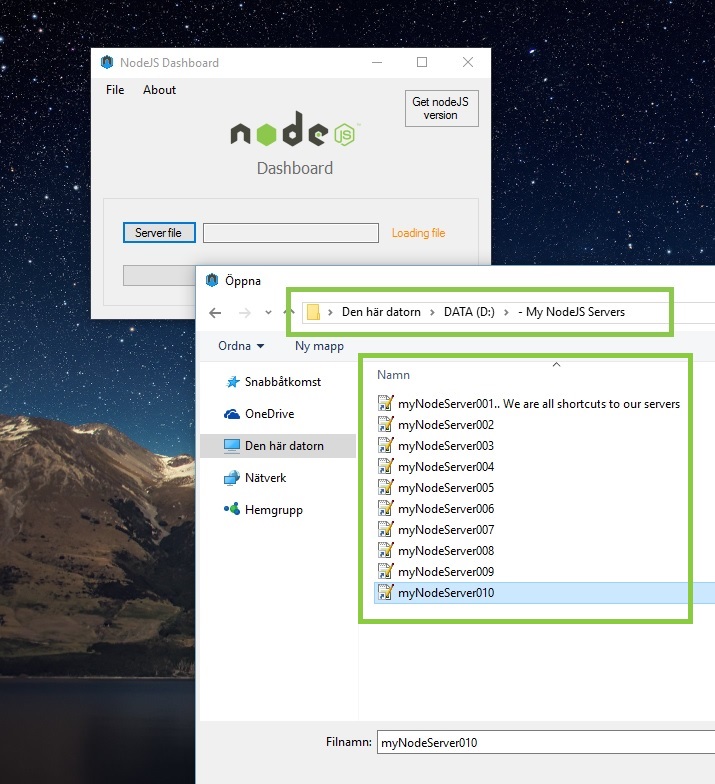 NodeJS Dashboard
File About
Get nodeJS
version
node JS
Dashboard
Server file
Loading file
Öppna
Den här datorn DATA (D:) - My NodeJS Servers
Ordna Ny mapp
Snabbåtkomst
OneDrive
Den här datorn
Nätverk
Hemgrupp
Namn
myNodeServer001.. We are all shortcuts to our servers
myNodeServer002
myNodeServer003
myNodeServer004
myNodeServer005
myNodeServer006
myNodeServer007
myNodeServer008
myNodeServer009
myNodeServer010
Filnamn: myNodeServer010